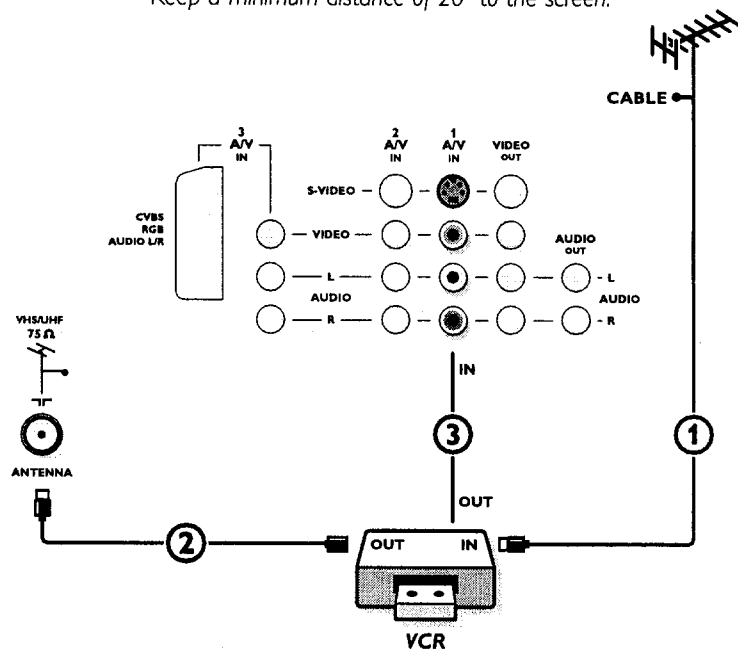 Keep a minimum distance of 20" to the screen.
CABLE
3
A/V
IN
2
A/V
IN
1
A/V
IN
VIDEO
OUT
S-VIDEO
CVBS
RGB
AUDIO L/R
VIDEO
AUDIO
OUT
L
L
AUDIO
AUDIO
R
R
VHS/UHF
75 Ω
IN
3
1
ANTENNA
OUT
2
OUT
IN
VCR